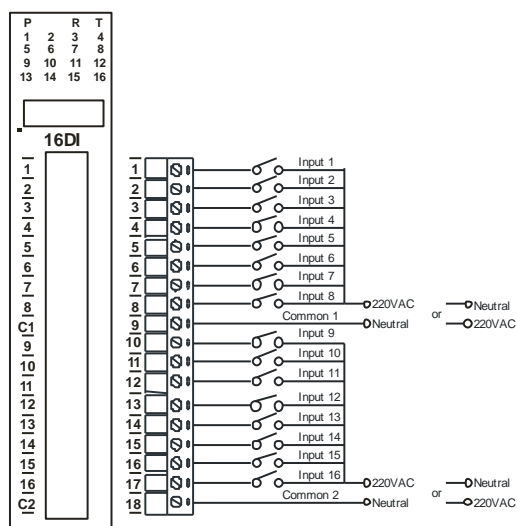 P R T
1 2 3 4
5 6 7 8
9 10 11 12
13 14 15 16
16DI
1 1 Input 1
2 2 Input 2
3 3 Input 3
4 4 Input 4
5 5 Input 5
6 6 Input 6
7 7 Input 7
8 8 Input 8 220VAC or Neutral
C1 9 Common 1 Neutral 220VAC
9 10 Input 9
10 11 Input 10
11 12 Input 11
12 13 Input 12
13 14 Input 13
14 15 Input 14
15 16 Input 15
16 17 Input 16 220VAC or Neutral
C2 18 Common 2 Neutral 220VAC